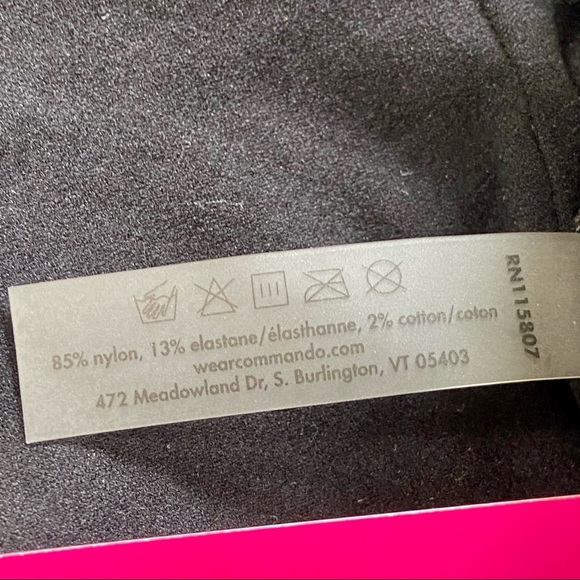 85% nylon, 13% elastane/élasthanne, 2% cotton/coton
wearcommando.com
472 Meadowland Dr, S. Burlington, VT 05403
RN115807